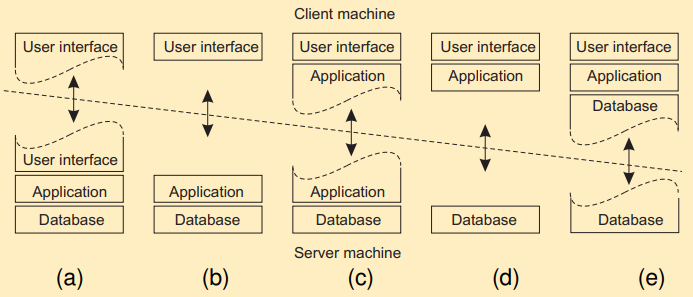 Client machine
User interface
User interface
Application
Database
(a)
User interface
Application
Database
(b)
User interface
Application
Application
Database
(c)
User interface
Application
Database
(d)
User interface
Application
Database
Database
(e)
Server machine